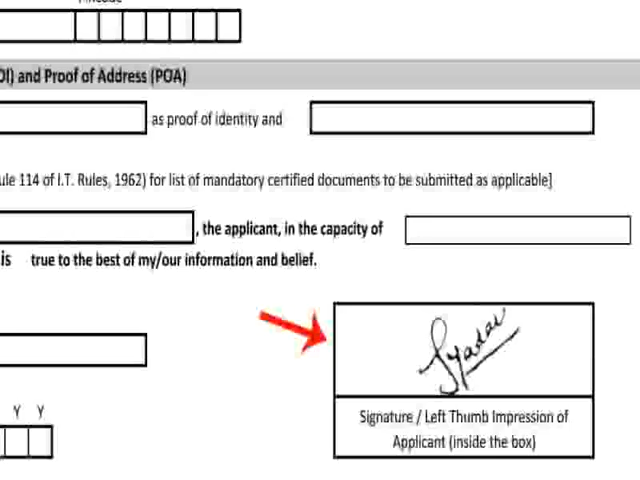 OI) and Proof of Address (POA)
as proof of identity and
ule 114 of I.T. Rules, 1962) for list of mandatory certified documents to be submitted as applicable]
, the applicant, in the capacity of
is true to the best of my/our information and belief.
Yadav
Y Y
Signature / Left Thumb Impression of
Applicant (inside the box)